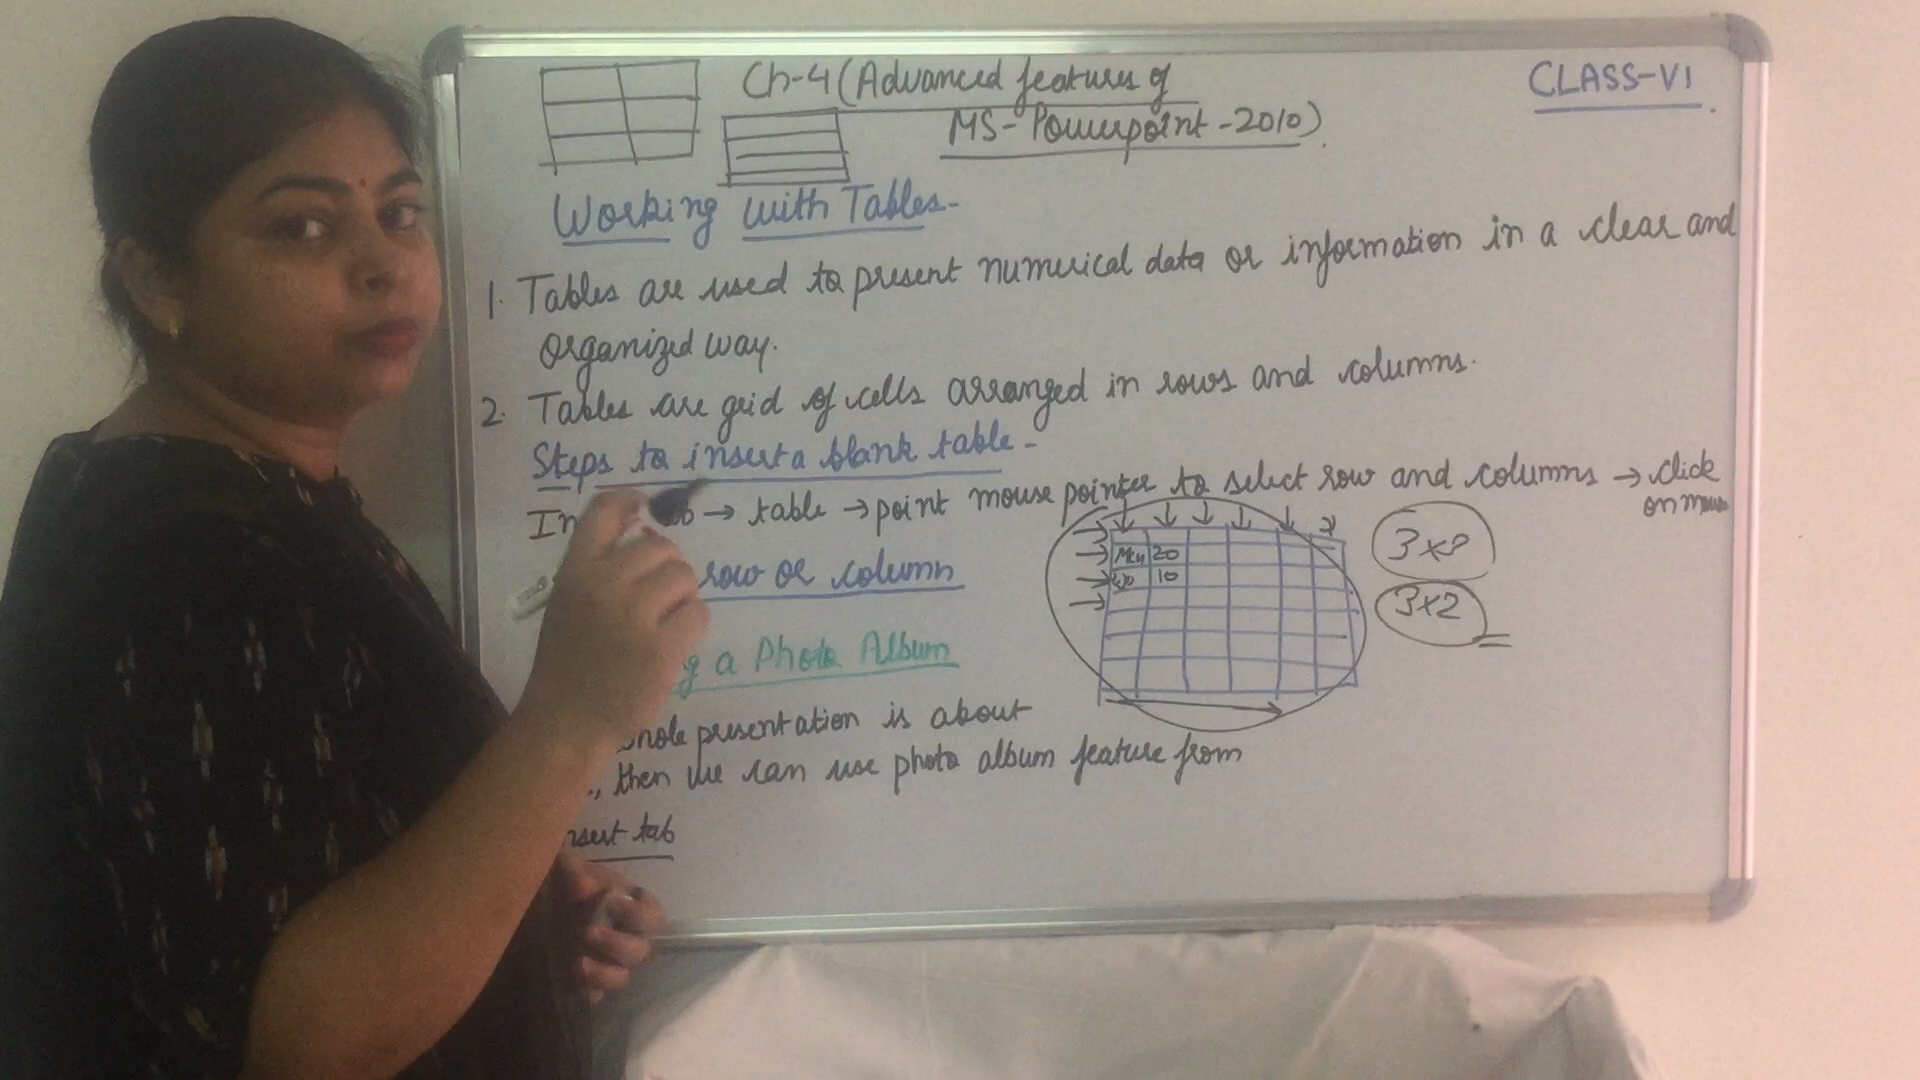 Ch-4 (Advanced features of
MS-Powerpoint-2010).
CLASS-VI
Working with Tables-
1. Tables are used to present numerical data or information in a clear and
organized way.
2. Tables are grid of cells arranged in rows and columns.
Steps to insert a blank table -
In → table → point mouse pointer to select row and columns → click
on mouse
20
10
3x2
row or column
a Photo Album
presentation is about
then we can use photo album feature from
nsert tab